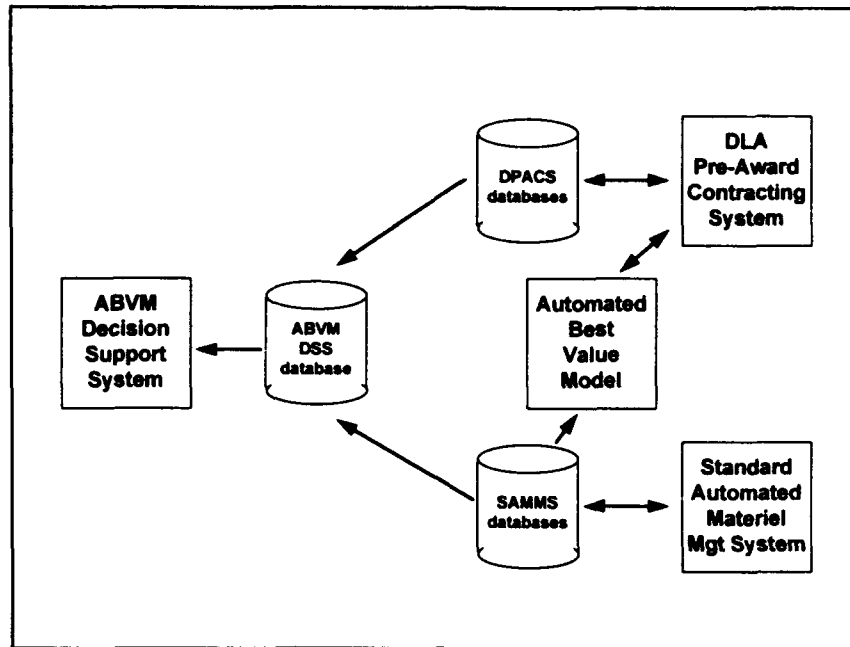 DPACS
databases
DLA
Pre-Award
Contracting
System
ABVM
Decision
Support
System
ABVM
DSS
database
Automated
Best
Value
Model
SAMMS
databases
Standard
Automated
Materiel
Mgt System